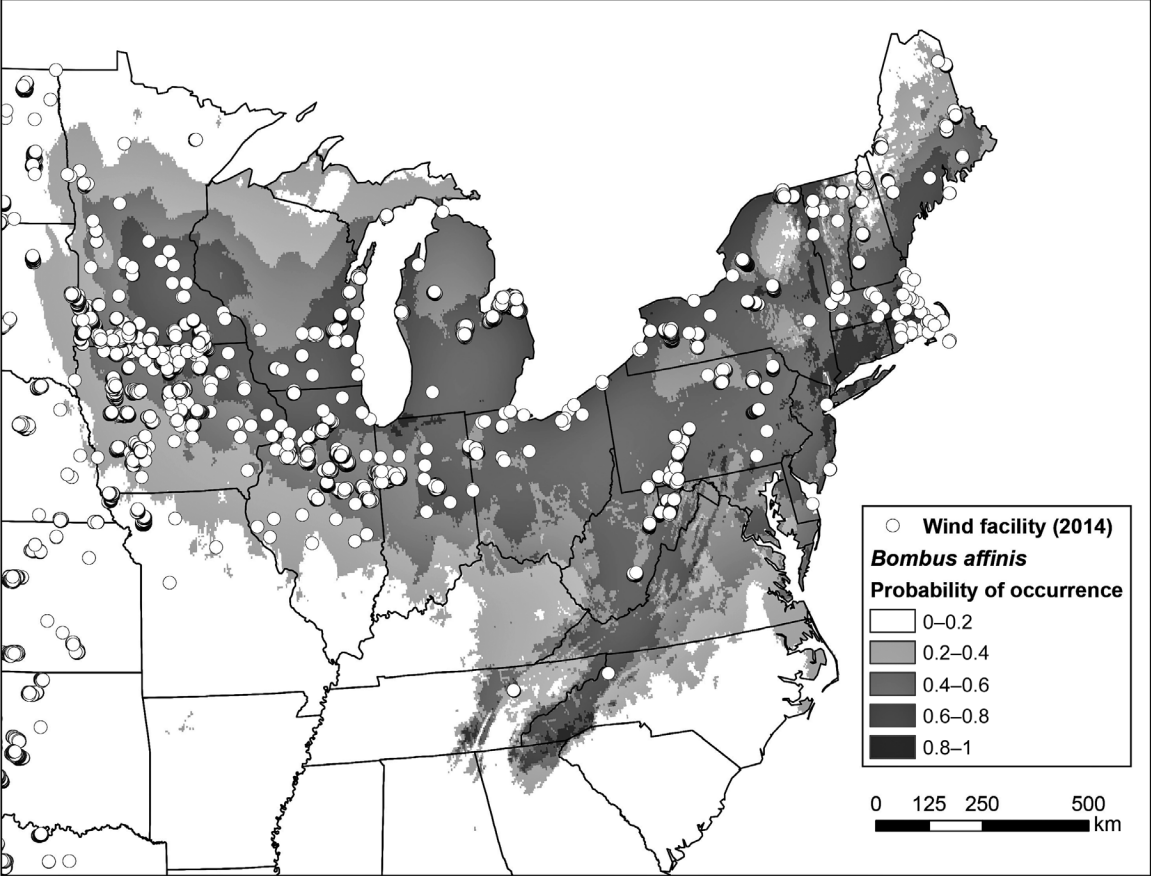 Wind facility (2014)
Bombus affinis
Probability of occurrence
0–0.2
0.2–0.4
0.4–0.6
0.6–0.8
0.8–1
0 125 250 500
km